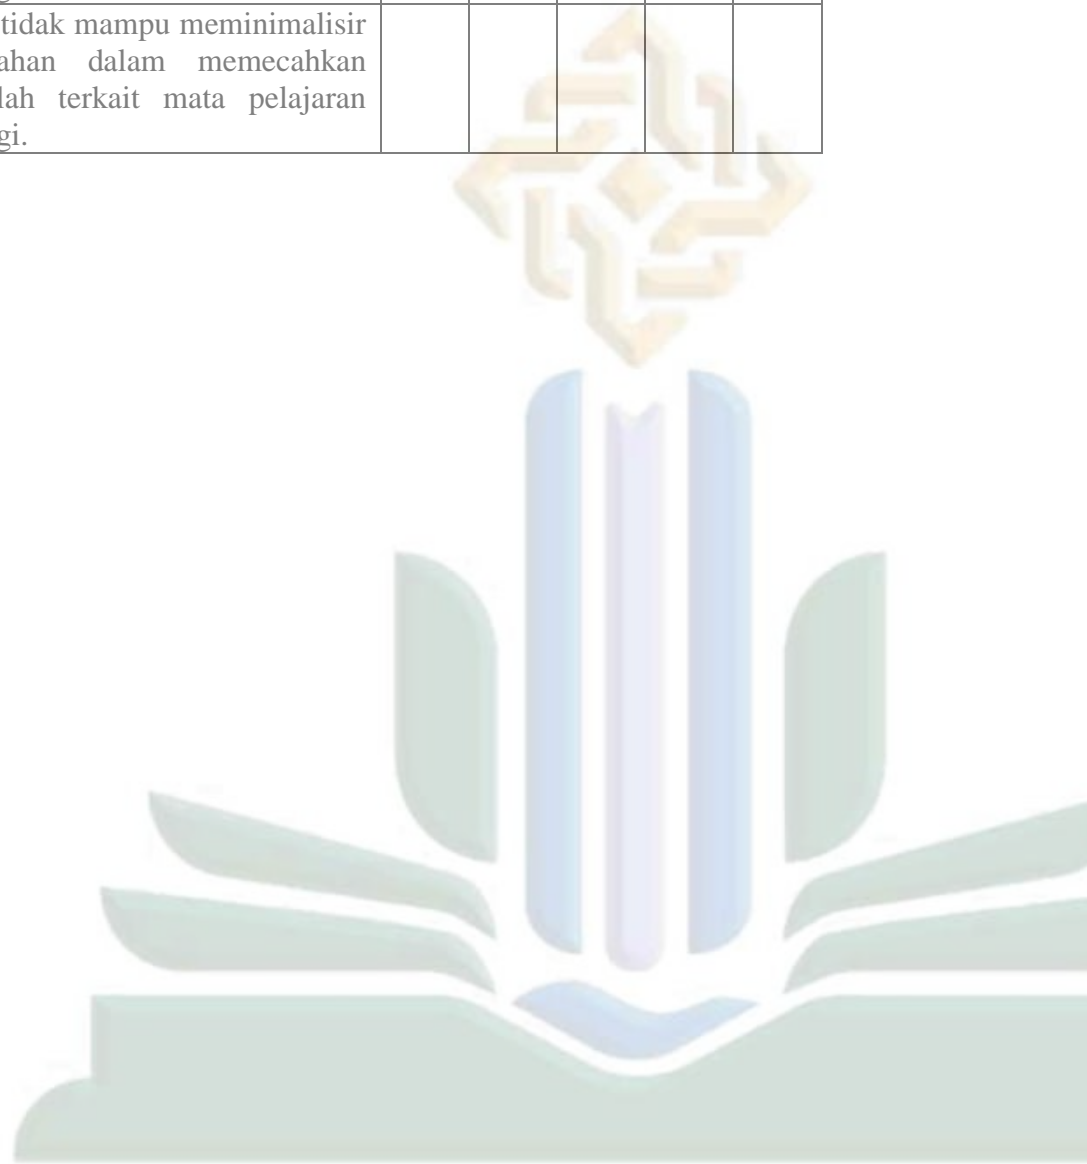 tidak mampu meminimalisir
ahan dalam memecahkan
lah terkait mata pelajaran
gi.